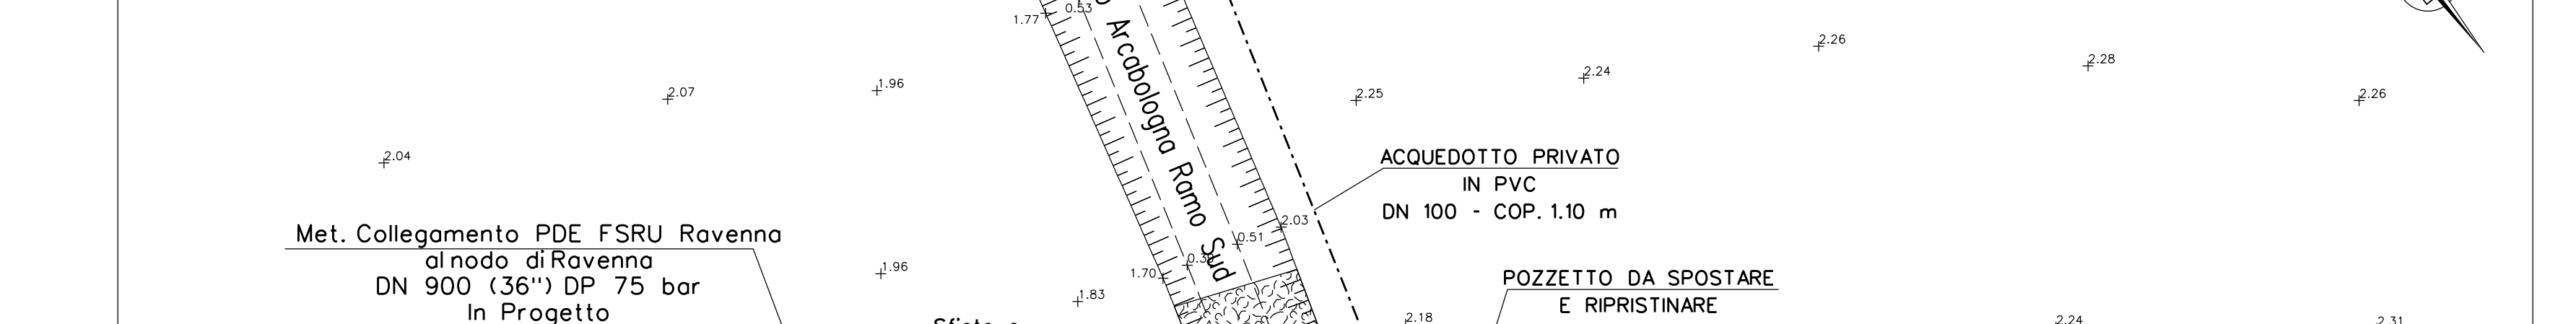 1.77
0.53
Arcabologna Ramo Sud
2.26
2.28
2.24
2.07
1.96
2.25
2.26
2.04
ACQUEDOTTO PRIVATO
IN PVC
DN 100 - COP. 1.10 m
2.03
0.51
Met. Collegamento PDE FSRU Ravenna
al nodo di Ravenna
DN 900 (36") DP 75 bar
In Progetto
1.96
1.70
1.83
POZZETTO DA SPOSTARE
E RIPRISTINARE
2.18
2.24
2.31